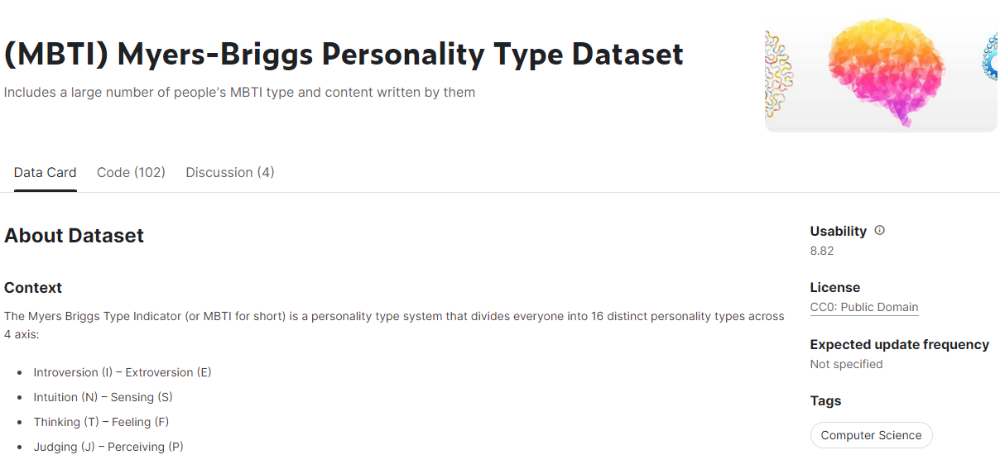 (MBTI) Myers-Briggs Personality Type Dataset
Includes a large number of people's MBTI type and content written by them
Data Card
Code (102)
Discussion (4)
About Dataset
Context
The Myers Briggs Type Indicator (or MBTI for short) is a personality type system that divides everyone into 16 distinct personality types across
4 axis:
• Introversion (I) – Extroversion (E)
• Intuition (N) – Sensing (S)
• Thinking (T) – Feeling (F)
• Judging (J) – Perceiving (P)
Usability
8.82
License
CC0: Public Domain
Expected update frequency
Not specified
Tags
Computer Science